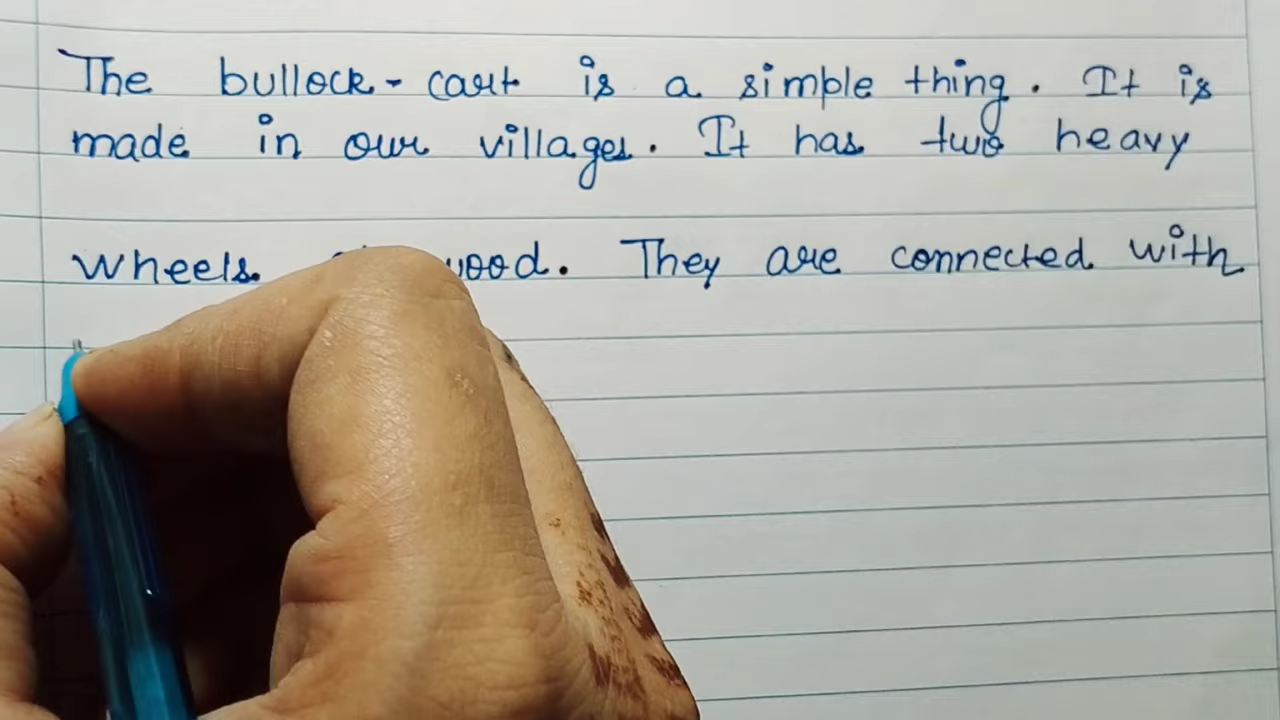 The bullock-cart is a simple thing. It is
made in our villages. It has two heavy
wheels wood. They are connected with